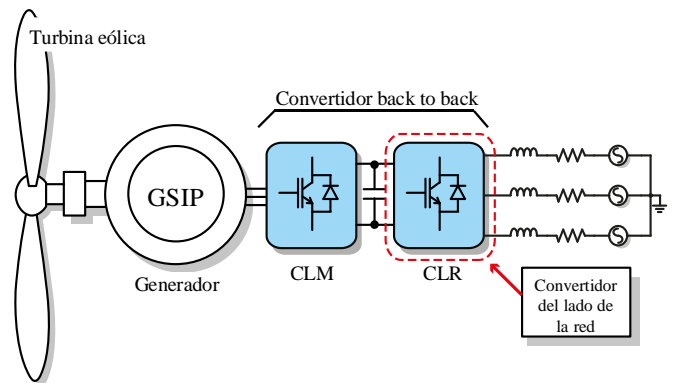 Turbina eólica
Convertidor back to back
GSIP
Generador
CLM
CLR
Convertidor
del lado de
la red